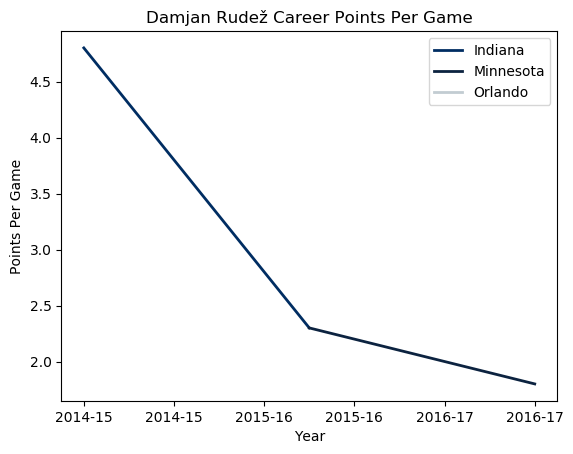 Damjan Rudež Career Points Per Game
Indiana
Minnesota
Orlando
4.5
4.0
3.5
3.0
2.5
2.0
Points Per Game
2014-15 2014-15 2015-16 2015-16 2016-17 2016-17
Year